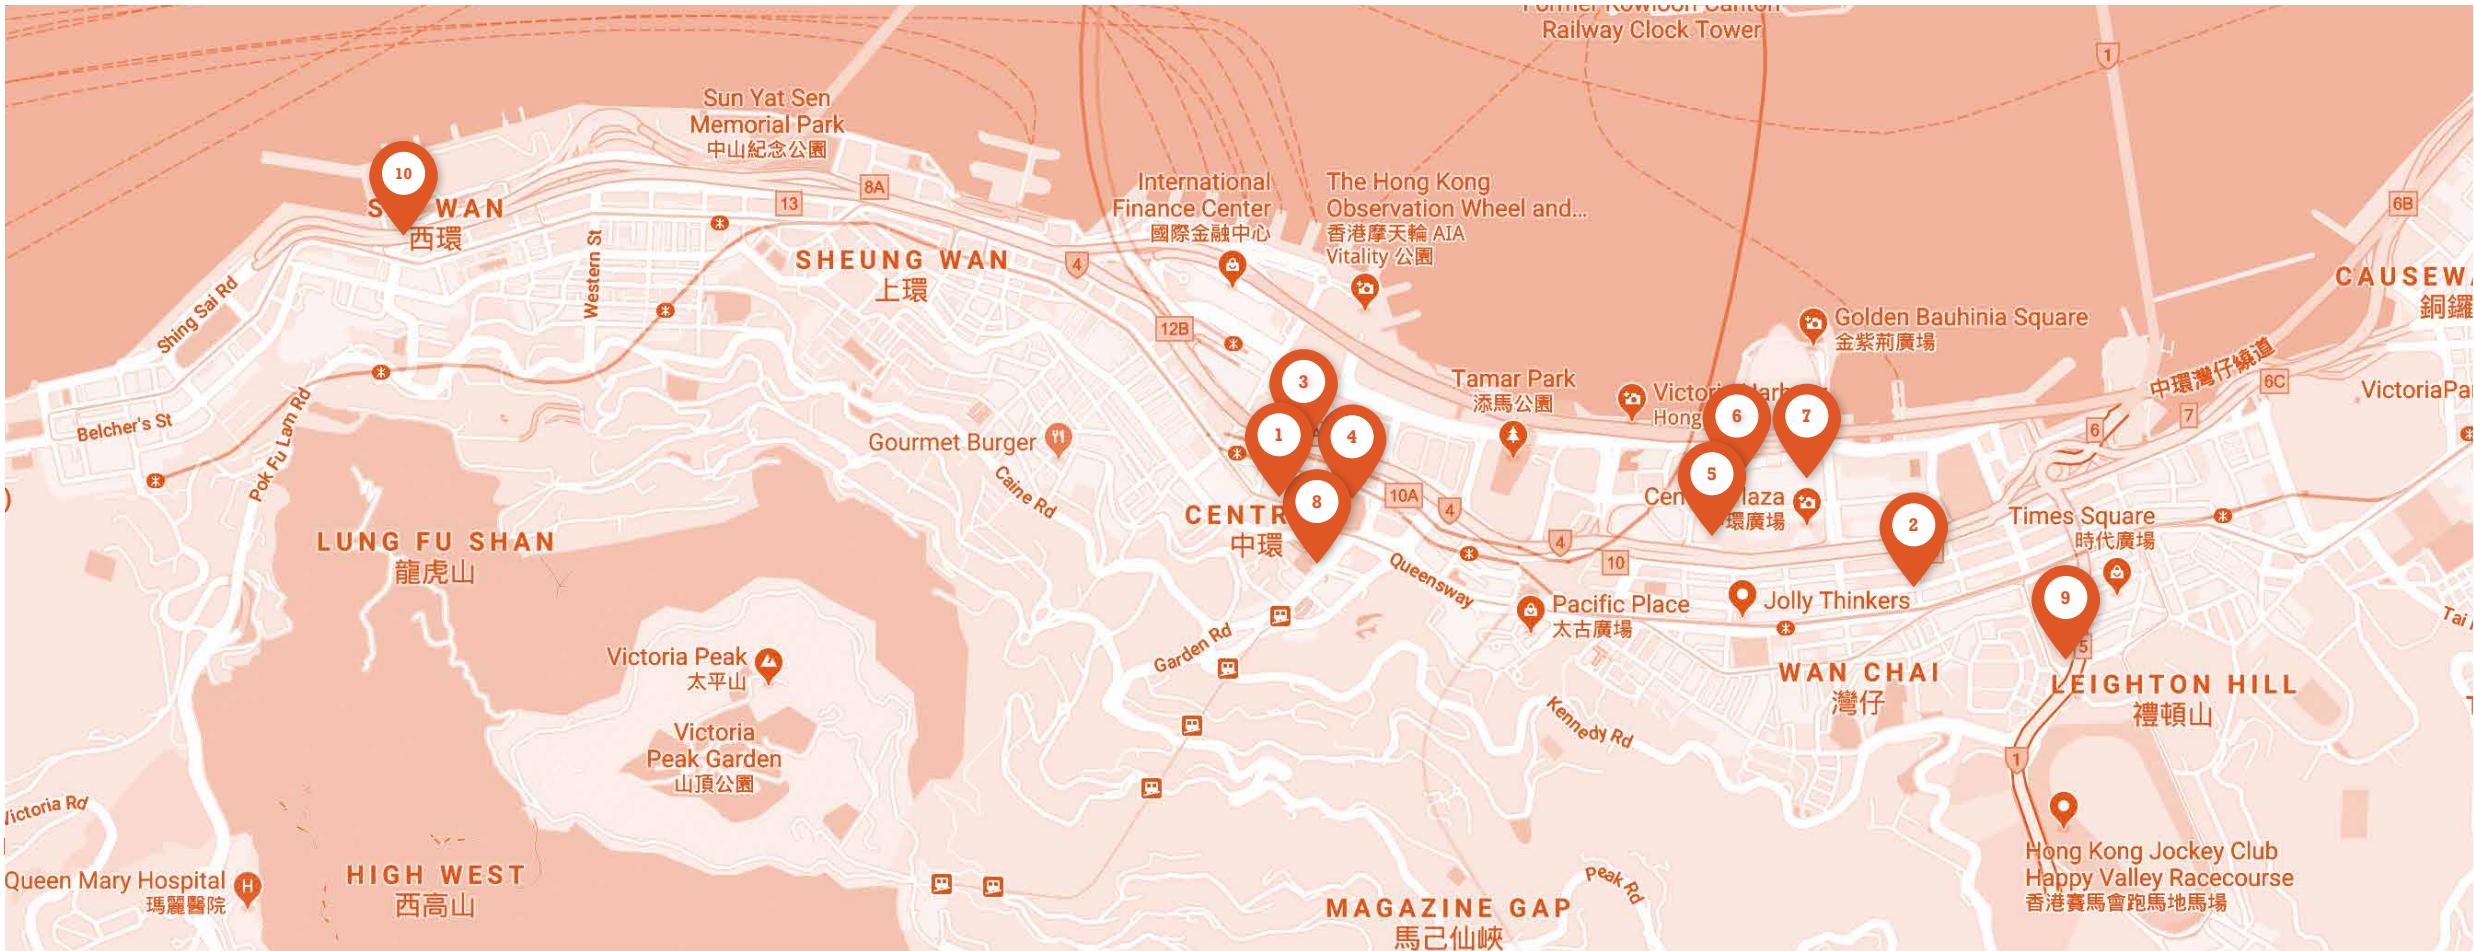 Railway Clock Tower
1
Sun Yat Sen
Memorial Park
中山紀念公園
10
WAN
西環
13
8A
International
Finance Center
國際金融中心
The Hong Kong
Observation Wheel and...
香港摩天輪 AIA
Vitality 公園
6B
SHEUNG WAN
上環
4
Western St
Shing Sai Rd
12B
Golden Bauhinia Square
金紫荊廣場
中環灣仔繞道
6C
7
6
3
1
4
Tamar Park
添馬公園
6
7
5
Belcher's St
Pok Fu Lam Rd
Gourmet Burger
Caine Rd
8
10A
4
中環
2
Times Square
時代廣場
LUNG FU SHAN
龍虎山
4
10
Queensway
Pacific Place
太古廣場
Jolly Thinkers
9
5
Garden Rd
Victoria Peak
太平山
WAN CHAI
灣仔
LEIGHTON HILL
禮頓山
Kennedy Rd
Victoria
Peak Garden
山頂公園
1
Queen Mary Hospital
瑪麗醫院
H
HIGH WEST
西高山
Peak Rd
MAGAZINE GAP
馬己仙峽
Hong Kong Jockey Club
Happy Valley Racecourse
香港賽馬會跑馬地馬場